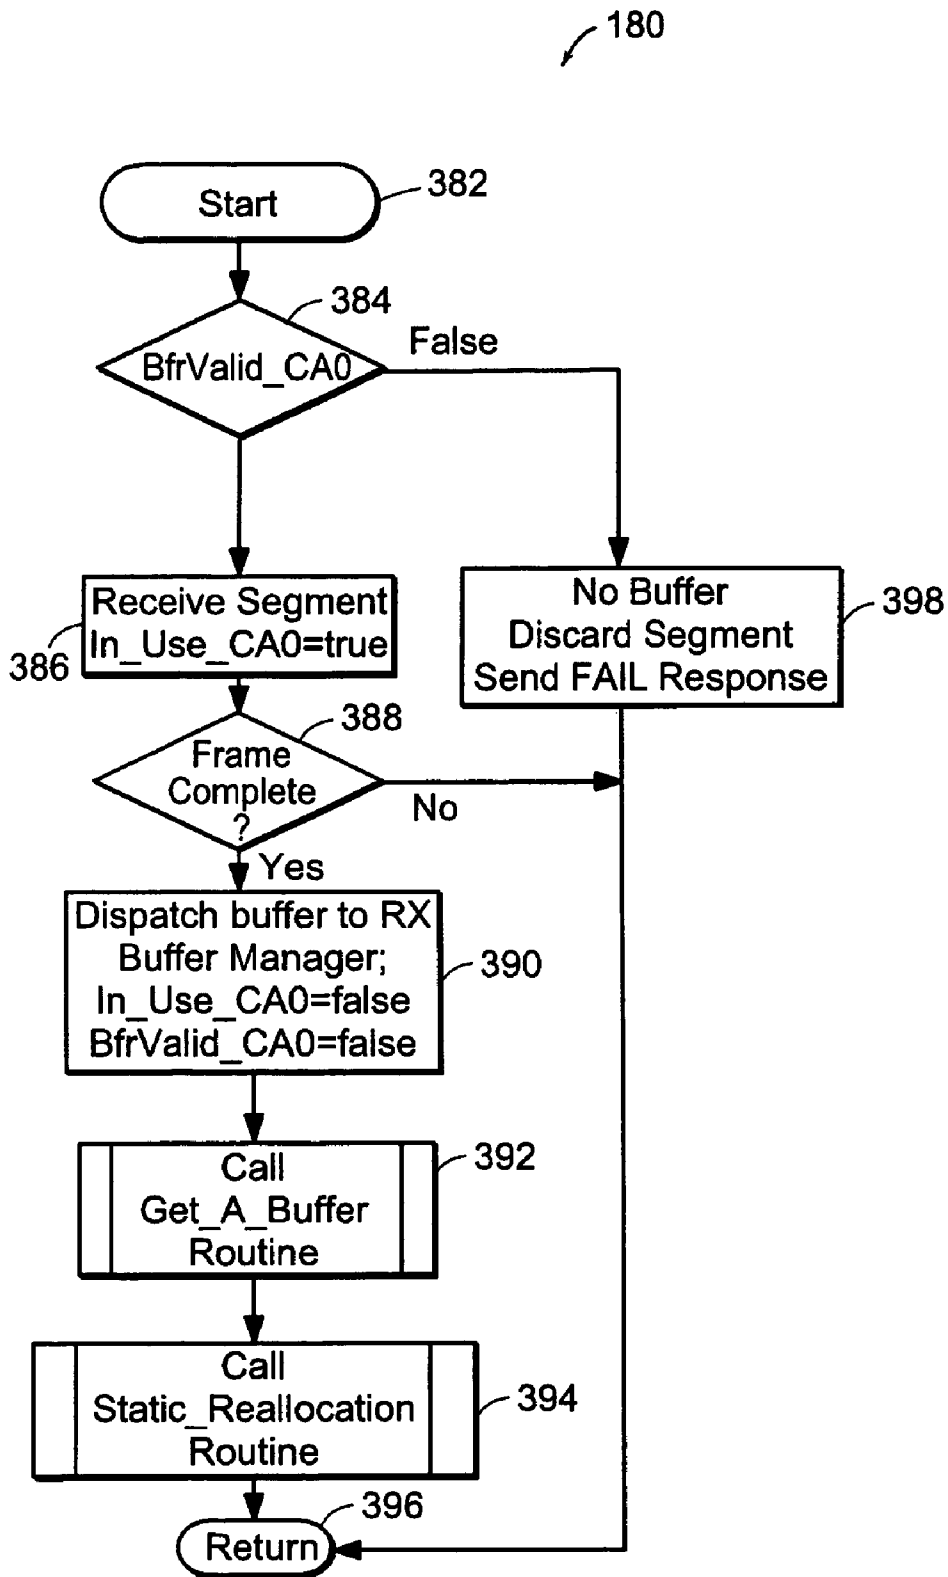 180
Start
382
384
BfrValid_CA0
False
Receive Segment
In_Use_CA0=true
386
No Buffer
Discard Segment
Send FAIL Response
398
388
Frame
Complete
?
No
Yes
Dispatch buffer to RX
Buffer Manager;
In_Use_CA0=false
BfrValid_CA0=false
390
Call
Get_A_Buffer
Routine
392
Call
Static_Reallocation
Routine
394
396
Return